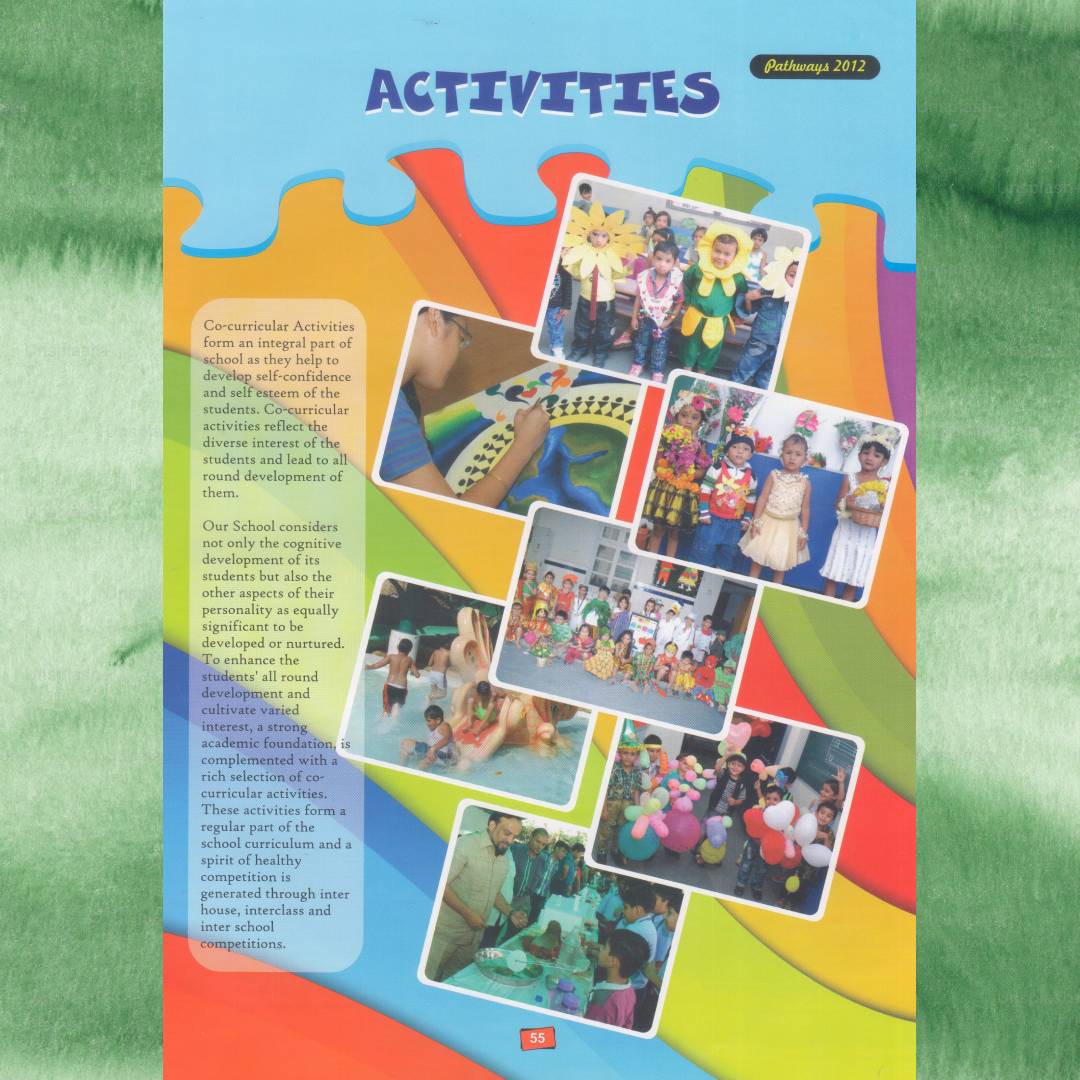 Pathways 2012
ACTIVITIES
Co-curricular Activities
form an integral part of
school as they help to
develop self-confidence
and self esteem of the
students. Co-curricular
activities reflect the
diverse interest of the
students and lead to all
round development of
them.
Our School considers
not only the cognitive
development of its
students but also the
other aspects of their
personality as equally
significant to be
developed or nurtured.
To enhance the
students' all round
development and
cultivate varied
interest, a strong
academic foundation, is
complemented with a
rich selection of co-
curricular activities.
These activities form a
regular part of the
school curriculum and a
spirit of healthy
competition is
generated through inter
house, interclass and
inter school
competitions.
55